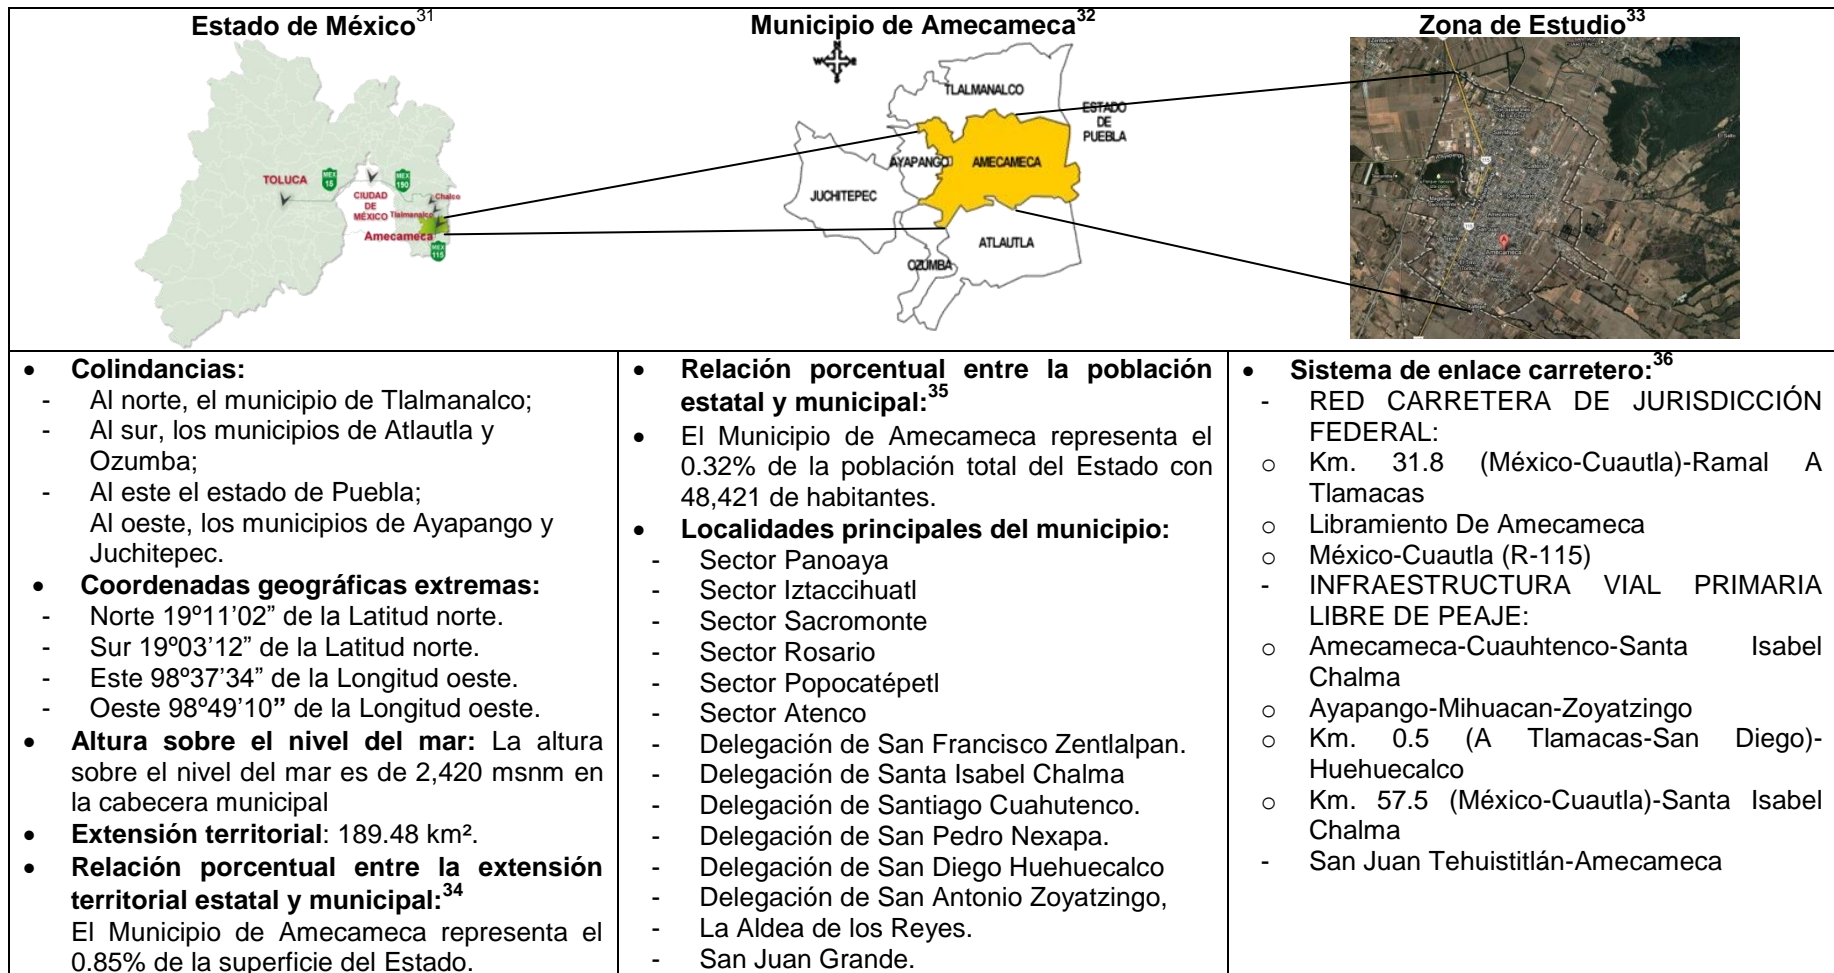 Estado de México31
Municipio de Amecameca32
Zona de Estudio33
TOLUCA
MEX
15
MEX
190
CIUDAD
DE
MÉXICO
Chalco
Tlalmanalco
Amecameca
MEX
115
N
W
E
S
TLALMANALCO
ESTADO
DE
PUEBLA
AYAPANGO
AMECAMECA
JUCHITEPEC
ATLAUTLA
OZUMBA
115
115
A
Amecameca
• Colindancias:
- Al norte, el municipio de Tlalmanalco;
- Al sur, los municipios de Atlautla y
Ozumba;
- Al este el estado de Puebla;
Al oeste, los municipios de Ayapango y
Juchitepec.
• Coordenadas geográficas extremas:
- Norte 19º11’02” de la Latitud norte.
- Sur 19º03’12” de la Latitud norte.
- Este 98º37’34” de la Longitud oeste.
- Oeste 98º49’10” de la Longitud oeste.
• Altura sobre el nivel del mar: La altura
sobre el nivel del mar es de 2,420 msnm en
la cabecera municipal
• Extensión territorial: 189.48 km².
• Relación porcentual entre la extensión
territorial estatal y municipal:34
El Municipio de Amecameca representa el
0.85% de la superficie del Estado.
• Relación porcentual entre la población
estatal y municipal:35
• El Municipio de Amecameca representa el
0.32% de la población total del Estado con
48,421 de habitantes.
• Localidades principales del municipio:
- Sector Panoaya
- Sector Iztaccihuatl
- Sector Sacromonte
- Sector Rosario
- Sector Popocatépetl
- Sector Atenco
- Delegación de San Francisco Zentlalpan.
- Delegación de Santa Isabel Chalma
- Delegación de Santiago Cuahutenco.
- Delegación de San Pedro Nexapa.
- Delegación de San Diego Huehuecalco
- Delegación de San Antonio Zoyatzingo,
- La Aldea de los Reyes.
- San Juan Grande.
• Sistema de enlace carretero:36
- RED CARRETERA DE JURISDICCIÓN
FEDERAL:
o Km. 31.8 (México-Cuautla)-Ramal A
Tlamacas
o Libramiento De Amecameca
o México-Cuautla (R-115)
- INFRAESTRUCTURA VIAL PRIMARIA
LIBRE DE PEAJE:
o Amecameca-Cuauhtenco-Santa Isabel
Chalma
o Ayapango-Mihuacan-Zoyatzingo
o Km. 0.5 (A Tlamacas-San Diego)-
Huehuecalco
o Km. 57.5 (México-Cuautla)-Santa Isabel
Chalma
- San Juan Tehuistitlán-Amecameca